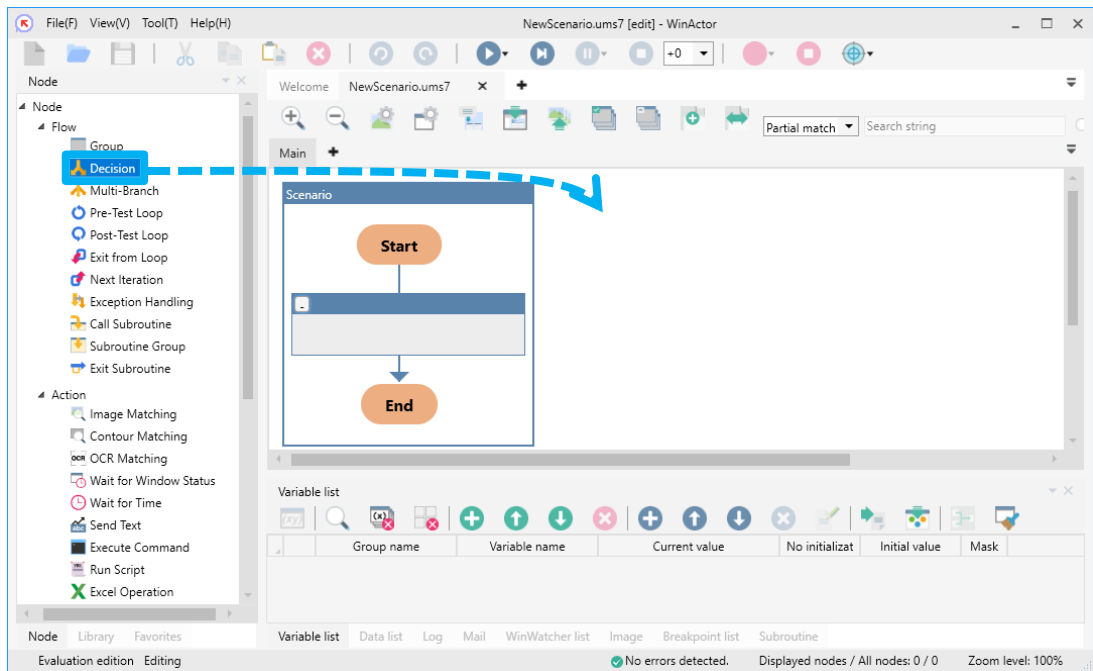 File(F) View(V) Tool(T) Help(H)
NewScenario.ums7 [edit] - WinActor
+0
Node
Node
Flow
Group
Decision
Multi-Branch
Pre-Test Loop
Post-Test Loop
Exit from Loop
Next Iteration
Exception Handling
Call Subroutine
Subroutine Group
Exit Subroutine
Action
Image Matching
Contour Matching
OCR Matching
Wait for Window Status
Wait for Time
Send Text
Execute Command
Run Script
Excel Operation
Node Library Favorites
Welcome NewScenario.ums7
Partial match Search string
Main
Scenario
Start
End
Variable list
Group name Variable name Current value No initializat Initial value Mask
Variable list Data list Log Mail WinWatcher list Image Breakpoint list Subroutine
Evaluation edition Editing No errors detected. Displayed nodes / All nodes: 0 / 0 Zoom level: 100%